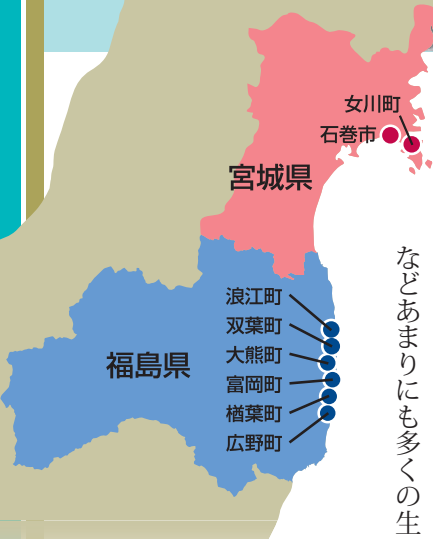 女川町
石巻市
宮城県
浪江町
双葉町
大熊町
富岡町
楢葉町
広野町
福島県
などあまりにも多くの生